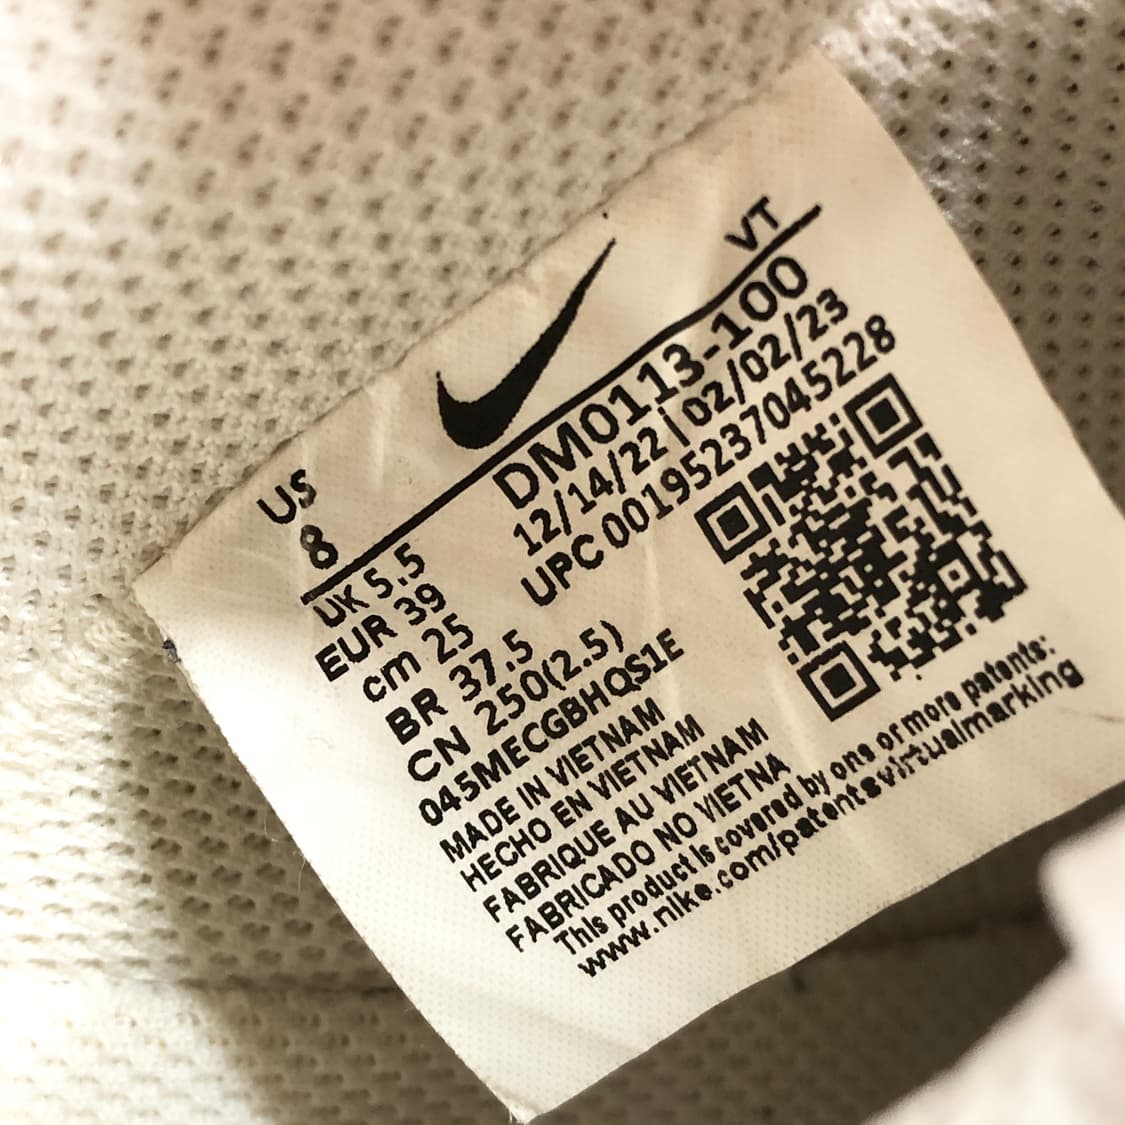 US
8
VT
UK 5.5
EUR 39
cm 25
BR 37.5
CN 250(2.5)
DM0113-100
12/14/22 | 02/02/23
UPC 00195237045228
045MECGBHQS1E
MADE IN VIETNAM
HECHO EN VIETNAM
FABRIQUE AU VIETNAM
FABRICADO NO VIETNA
This product is covered by one or more patents:
www.nike.com/patentsvirtualmarking